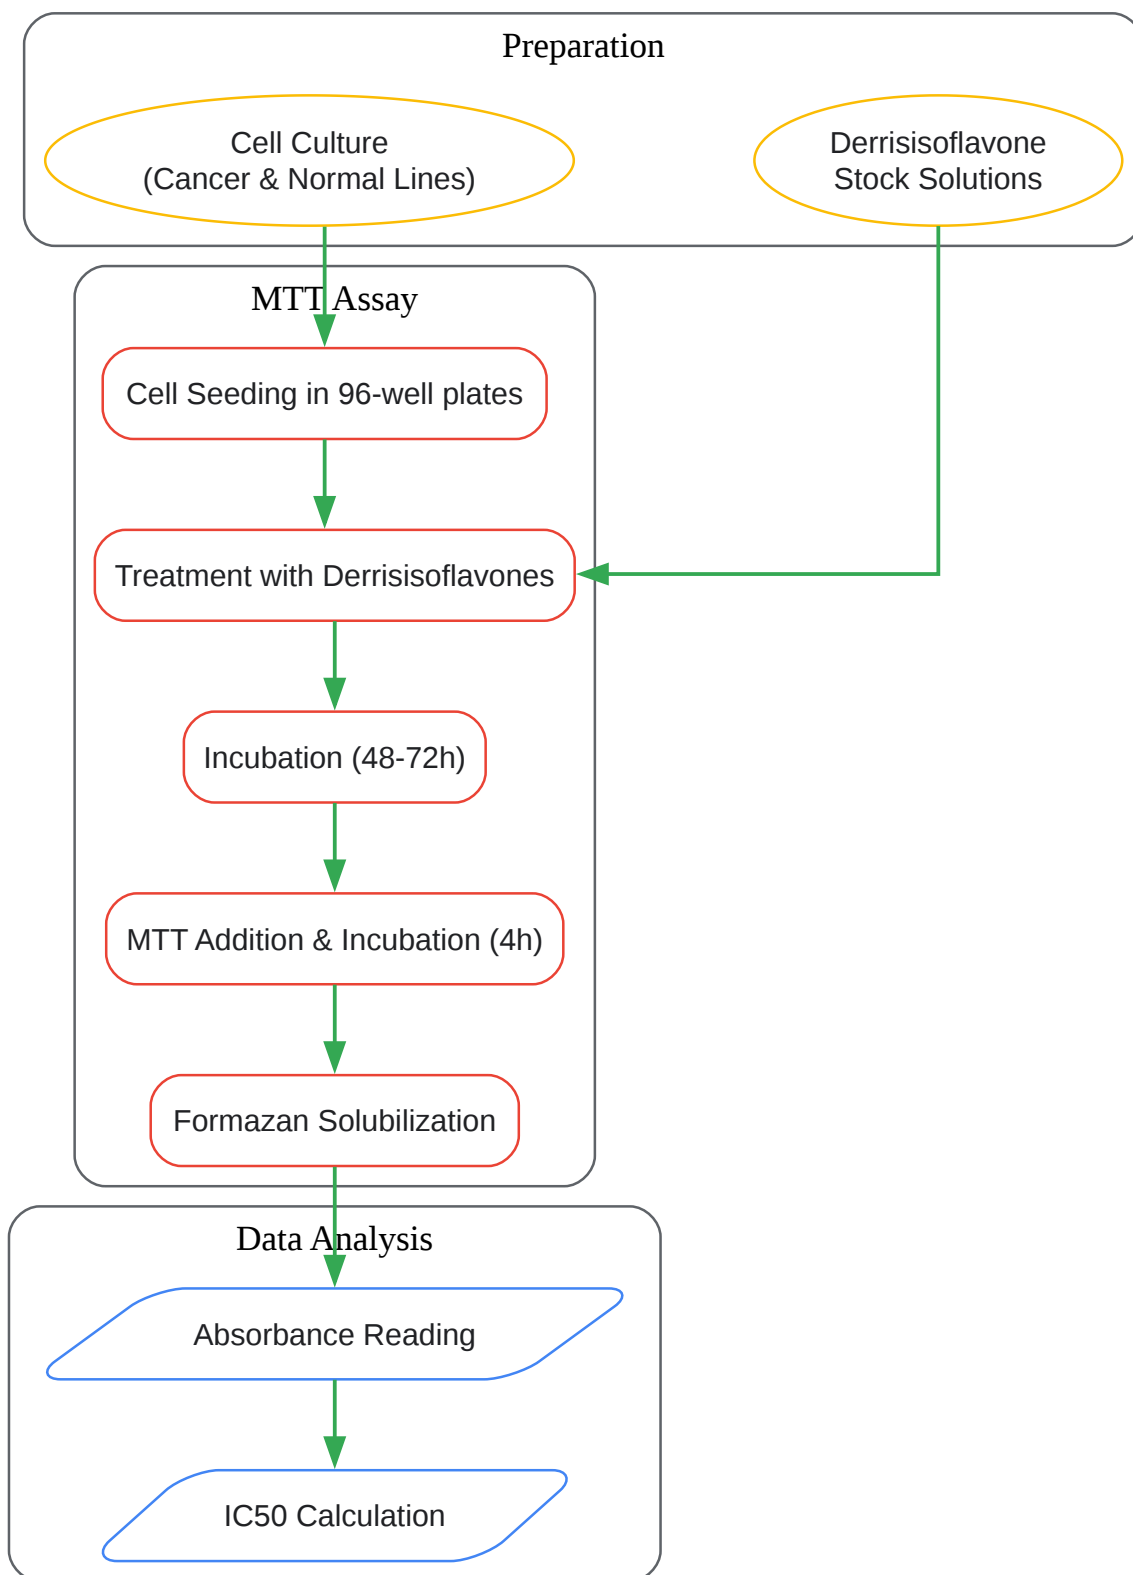 Preparation
Cell Culture
(Cancer & Normal Lines)
Derrisisoflavone
Stock Solutions
MTT Assay
Cell Seeding in 96-well plates
Treatment with Derrisisoflavones
Incubation (48-72h)
MTT Addition & Incubation (4h)
Formazan Solubilization
Data Analysis
Absorbance Reading
IC50 Calculation